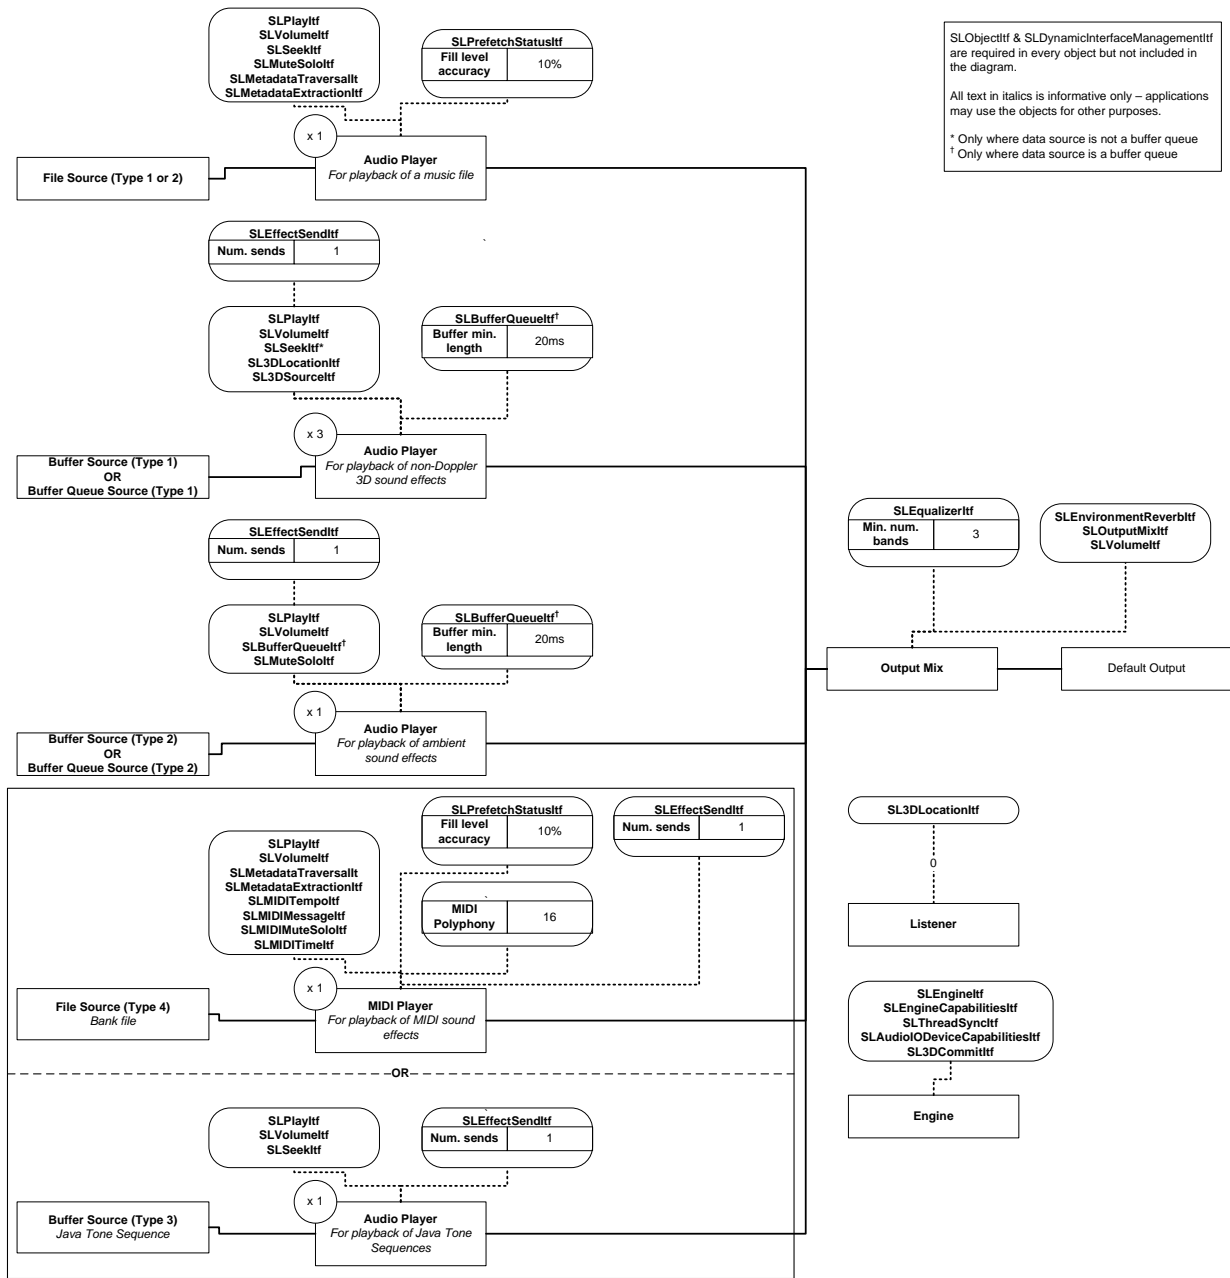 SLPlayItf
SLVolumeItf
SLSeekItf
SLMuteSoloItf
SLMetadataTraversalIt
SLMetadataExtractionItf
SLPrefetchStatusItf
Fill level
accuracy
10%
SLObjectItf & SLDynamicInterfaceManagementItf
are required in every object but not included in
the diagram.
All text in italics is informative only – applications
may use the objects for other purposes.
* Only where data source is not a buffer queue
† Only where data source is a buffer queue
x 1
Audio Player
For playback of a music file
File Source (Type 1 or 2)
SLEffectSendItf
Num. sends 1
`
SLPlayItf
SLVolumeItf
SLSeekItf*
SL3DLocationItf
SL3DSourceItf
SLBufferQueueItf†
Buffer min.
length
20ms
x 3
Audio Player
For playback of non-Doppler
3D sound effects
Buffer Source (Type 1)
OR
Buffer Queue Source (Type 1)
SLEffectSendItf
Num. sends 1
SLPlayItf
SLVolumeItf
SLBufferQueueItf†
SLMuteSoloItf
SLBufferQueueItf†
Buffer min.
length
20ms
x 1
Audio Player
For playback of ambient
sound effects
Buffer Source (Type 2)
OR
Buffer Queue Source (Type 2)
SLEqualizerItf
Min. num.
bands
3
SLEnvironmentReverbItf
SLOutputMixItf
SLVolumeItf
Output Mix
Default Output
SLPlayItf
SLVolumeItf
SLMetadataTraversalIt
SLMetadataExtractionItf
SLMIDITempoItf
SLMIDIMessageItf
SLMIDIMuteSoloItf
SLMIDITimeItf
SLPrefetchStatusItf
Fill level
accuracy
10%
SLEffectSendItf
Num. sends 1
`
MIDI
Polyphony
16
x 1
MIDI Player
For playback of MIDI sound
effects
File Source (Type 4)
Bank file
SL3DLocationItf
0
Listener
SLEngineItf
SLEngineCapabilitiesItf
SLThreadSyncItf
SLAudioIODeviceCapabilitiesItf
SL3DCommitItf
Engine
OR
SLPlayItf
SLVolumeItf
SLSeekItf
`
SLEffectSendItf
Num. sends 1
x 1
Audio Player
For playback of Java Tone
Sequences
Buffer Source (Type 3)
Java Tone Sequence